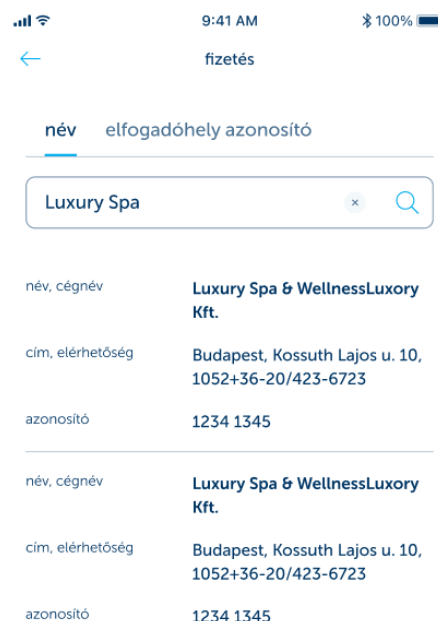 9:41 AM 100%
fizetés
név elfogadóhely azonosító
Luxury Spa
név, cégnév Luxury Spa & WellnessLuxory
Kft.
cím, elérhetőség Budapest, Kossuth Lajos u. 10,
1052+36-20/423-6723
azonosító 1234 1345
név, cégnév Luxury Spa & WellnessLuxory
Kft.
cím, elérhetőség Budapest, Kossuth Lajos u. 10,
1052+36-20/423-6723
azonosító 1234 1345